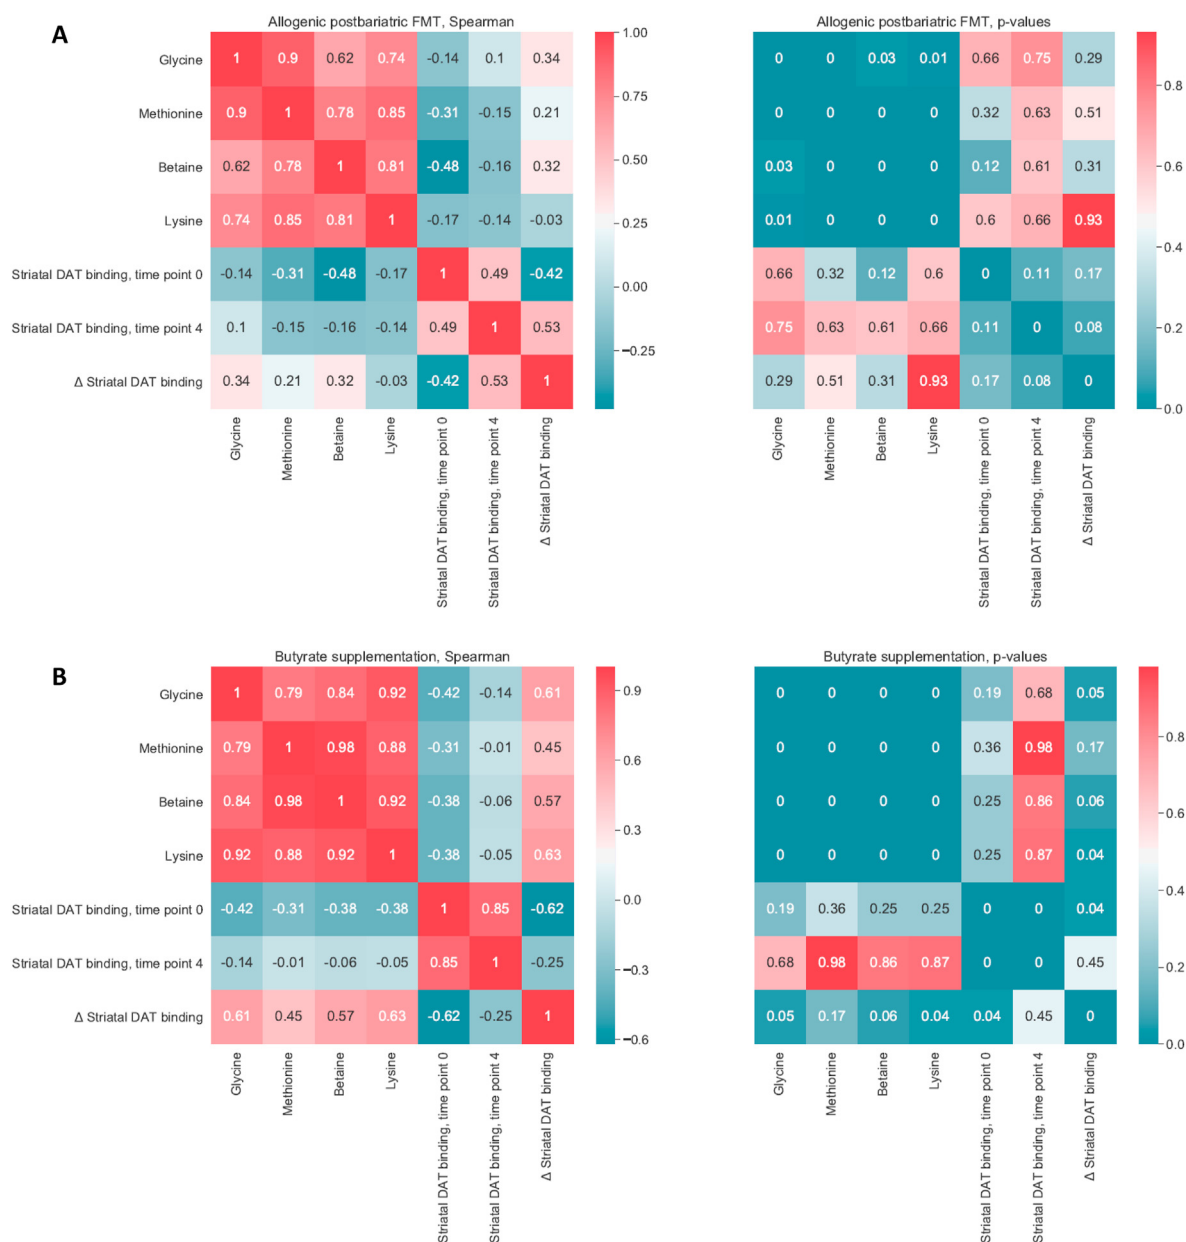 A
Allogenic postbariatric FMT, Spearman
Glycine 1 0.9 0.62 0.74 -0.14 0.1 0.34
Methionine 0.9 1 0.78 0.85 -0.31 -0.15 0.21
Betaine 0.62 0.78 1 0.81 -0.48 -0.16 0.32
Lysine 0.74 0.85 0.81 1 -0.17 -0.14 -0.03
Striatal DAT binding, time point 0 -0.14 -0.31 -0.48 -0.17 1 0.49 -0.42
Striatal DAT binding, time point 4 0.1 -0.15 -0.16 -0.14 0.49 1 0.53
Δ Striatal DAT binding 0.34 0.21 0.32 -0.03 -0.42 0.53 1
Glycine
Methionine
Betaine
Lysine
Striatal DAT binding, time point 0
Striatal DAT binding, time point 4
Δ Striatal DAT binding
1.00
0.75
0.50
0.25
0.00
−0.25
Allogenic postbariatric FMT, p-values
0 0 0.03 0.01 0.66 0.75 0.29
0 0 0 0 0.32 0.63 0.51
0.03 0 0 0 0.12 0.61 0.31
0.01 0 0 0 0.6 0.66 0.93
0.66 0.32 0.12 0.6 0 0.11 0.17
0.75 0.63 0.61 0.66 0.11 0 0.08
0.29 0.51 0.31 0.93 0.17 0.08 0
Glycine
Methionine
Betaine
Lysine
Striatal DAT binding, time point 0
Striatal DAT binding, time point 4
Δ Striatal DAT binding
0.8
0.6
0.4
0.2
0.0
B
Butyrate supplementation, Spearman
Glycine 1 0.79 0.84 0.92 -0.42 -0.14 0.61
Methionine 0.79 1 0.98 0.88 -0.31 -0.01 0.45
Betaine 0.84 0.98 1 0.92 -0.38 -0.06 0.57
Lysine 0.92 0.88 0.92 1 -0.38 -0.05 0.63
Striatal DAT binding, time point 0 -0.42 -0.31 -0.38 -0.38 1 0.85 -0.62
Striatal DAT binding, time point 4 -0.14 -0.01 -0.06 -0.05 0.85 1 -0.25
Δ Striatal DAT binding 0.61 0.45 0.57 0.63 -0.62 -0.25 1
Glycine
Methionine
Betaine
Lysine
Striatal DAT binding, time point 0
Striatal DAT binding, time point 4
Δ Striatal DAT binding
0.9
0.6
0.3
0.0
−0.3
−0.6
Butyrate supplementation, p-values
0 0 0 0 0.19 0.68 0.05
0 0 0 0 0.36 0.98 0.17
0 0 0 0 0.25 0.86 0.06
0 0 0 0 0.25 0.87 0.04
0.19 0.36 0.25 0.25 0 0 0.04
0.68 0.98 0.86 0.87 0 0 0.45
0.05 0.17 0.06 0.04 0.04 0.45 0
Glycine
Methionine
Betaine
Lysine
Striatal DAT binding, time point 0
Striatal DAT binding, time point 4
Δ Striatal DAT binding
0.8
0.6
0.4
0.2
0.0